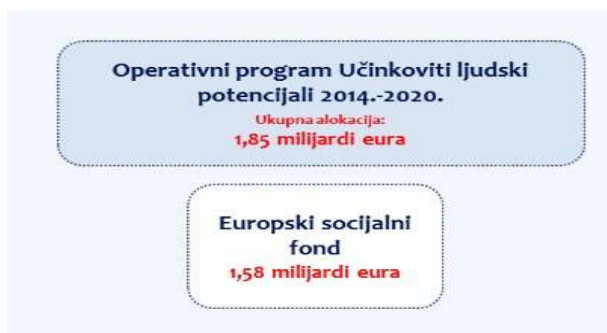 Operativni program Učinkoviti ljudski
potencijali 2014.-2020.
Ukupna alokacija:
1,85 milijardi eura
Europski socijalni
fond
1,58 milijardi eura